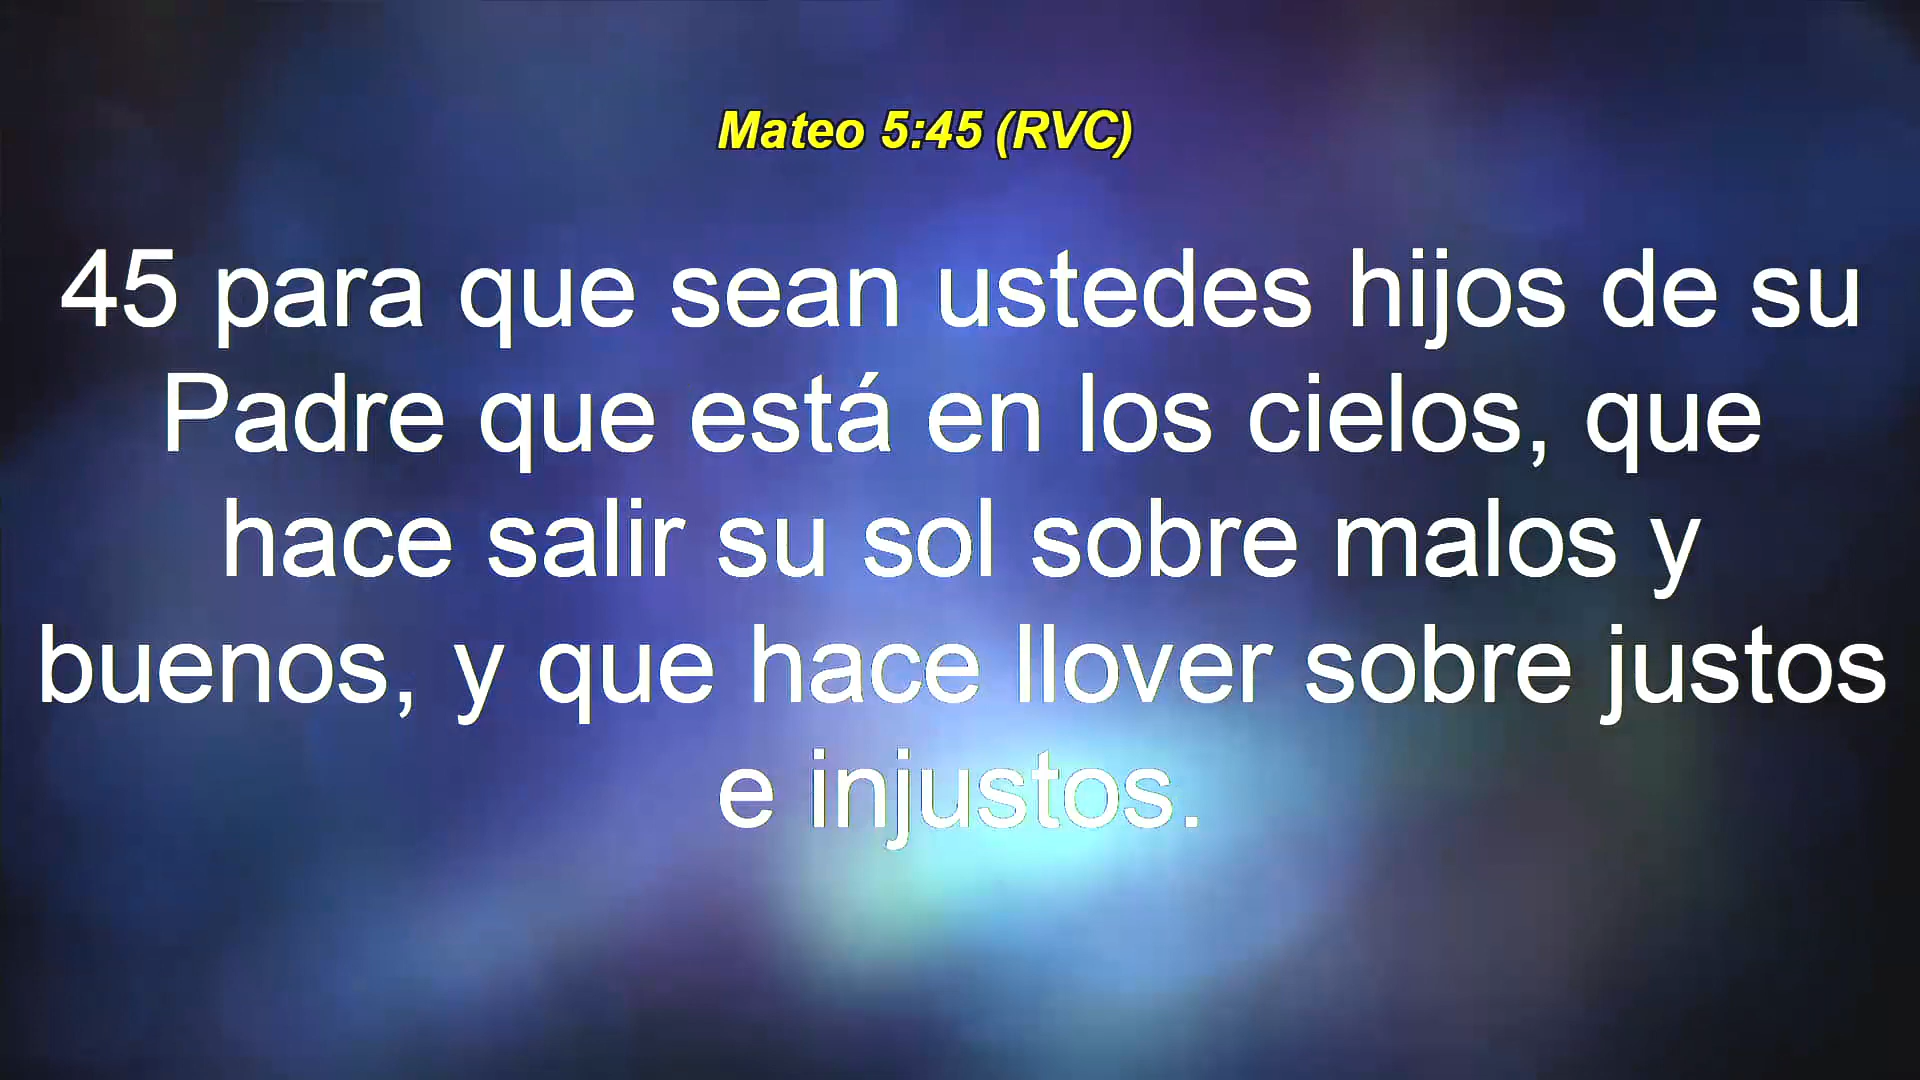 Mateo 5:45 (RVC)
45 para que sean ustedes hijos de su
Padre que está en los cielos, que
hace salir su sol sobre malos y
buenos, y que hace llover sobre justos
e injustos.